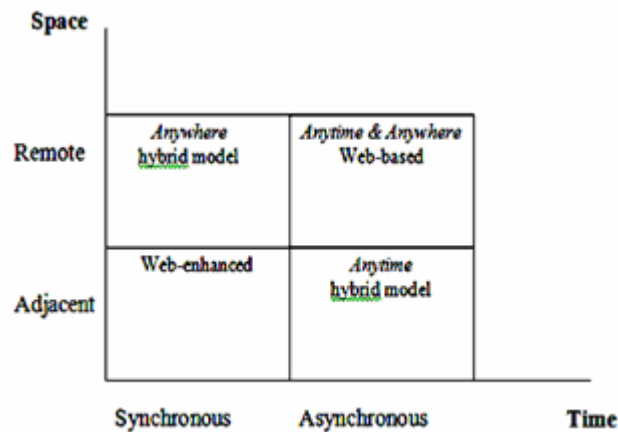 Space
Remote
Anywhere
hybrid model
Anytime & Anywhere
Web-based
Adjacent
Web-enhanced
Anytime
hybrid model
Synchronous
Asynchronous
Time